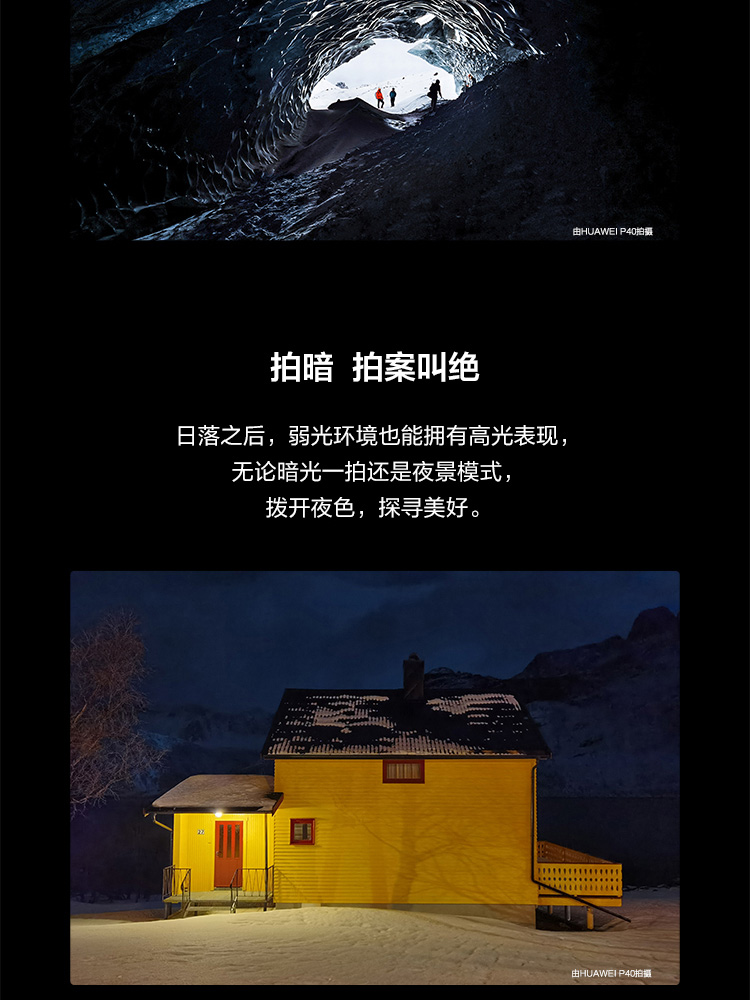 由HUAWEI P40拍摄
拍暗 拍案叫绝
日落之后，弱光环境也能拥有高光表现，
无论暗光一拍还是夜景模式，
拨开夜色，探寻美好。
由HUAWEI P40拍摄